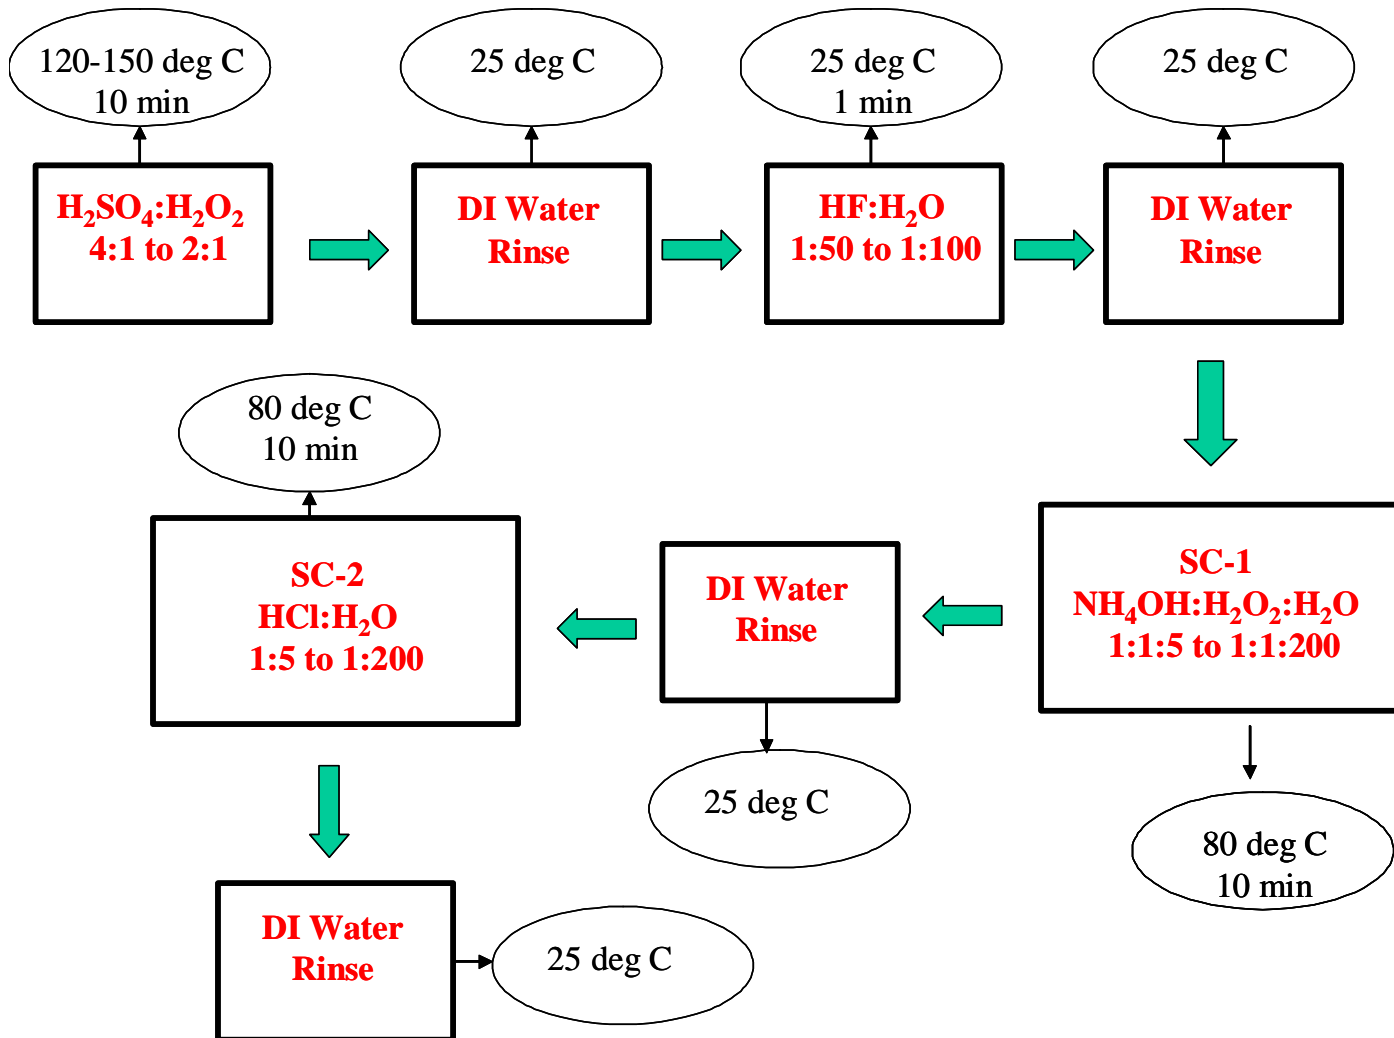 120-150 deg C
10 min
25 deg C
25 deg C
1 min
25 deg C
H₂SO₄:H₂O₂
4:1 to 2:1
DI Water
Rinse
HF:H₂O
1:50 to 1:100
DI Water
Rinse
80 deg C
10 min
SC-2
HCl:H₂O
1:5 to 1:200
DI Water
Rinse
SC-1
NH₄OH:H₂O₂:H₂O
1:1:5 to 1:1:200
25 deg C
80 deg C
10 min
DI Water
Rinse
25 deg C